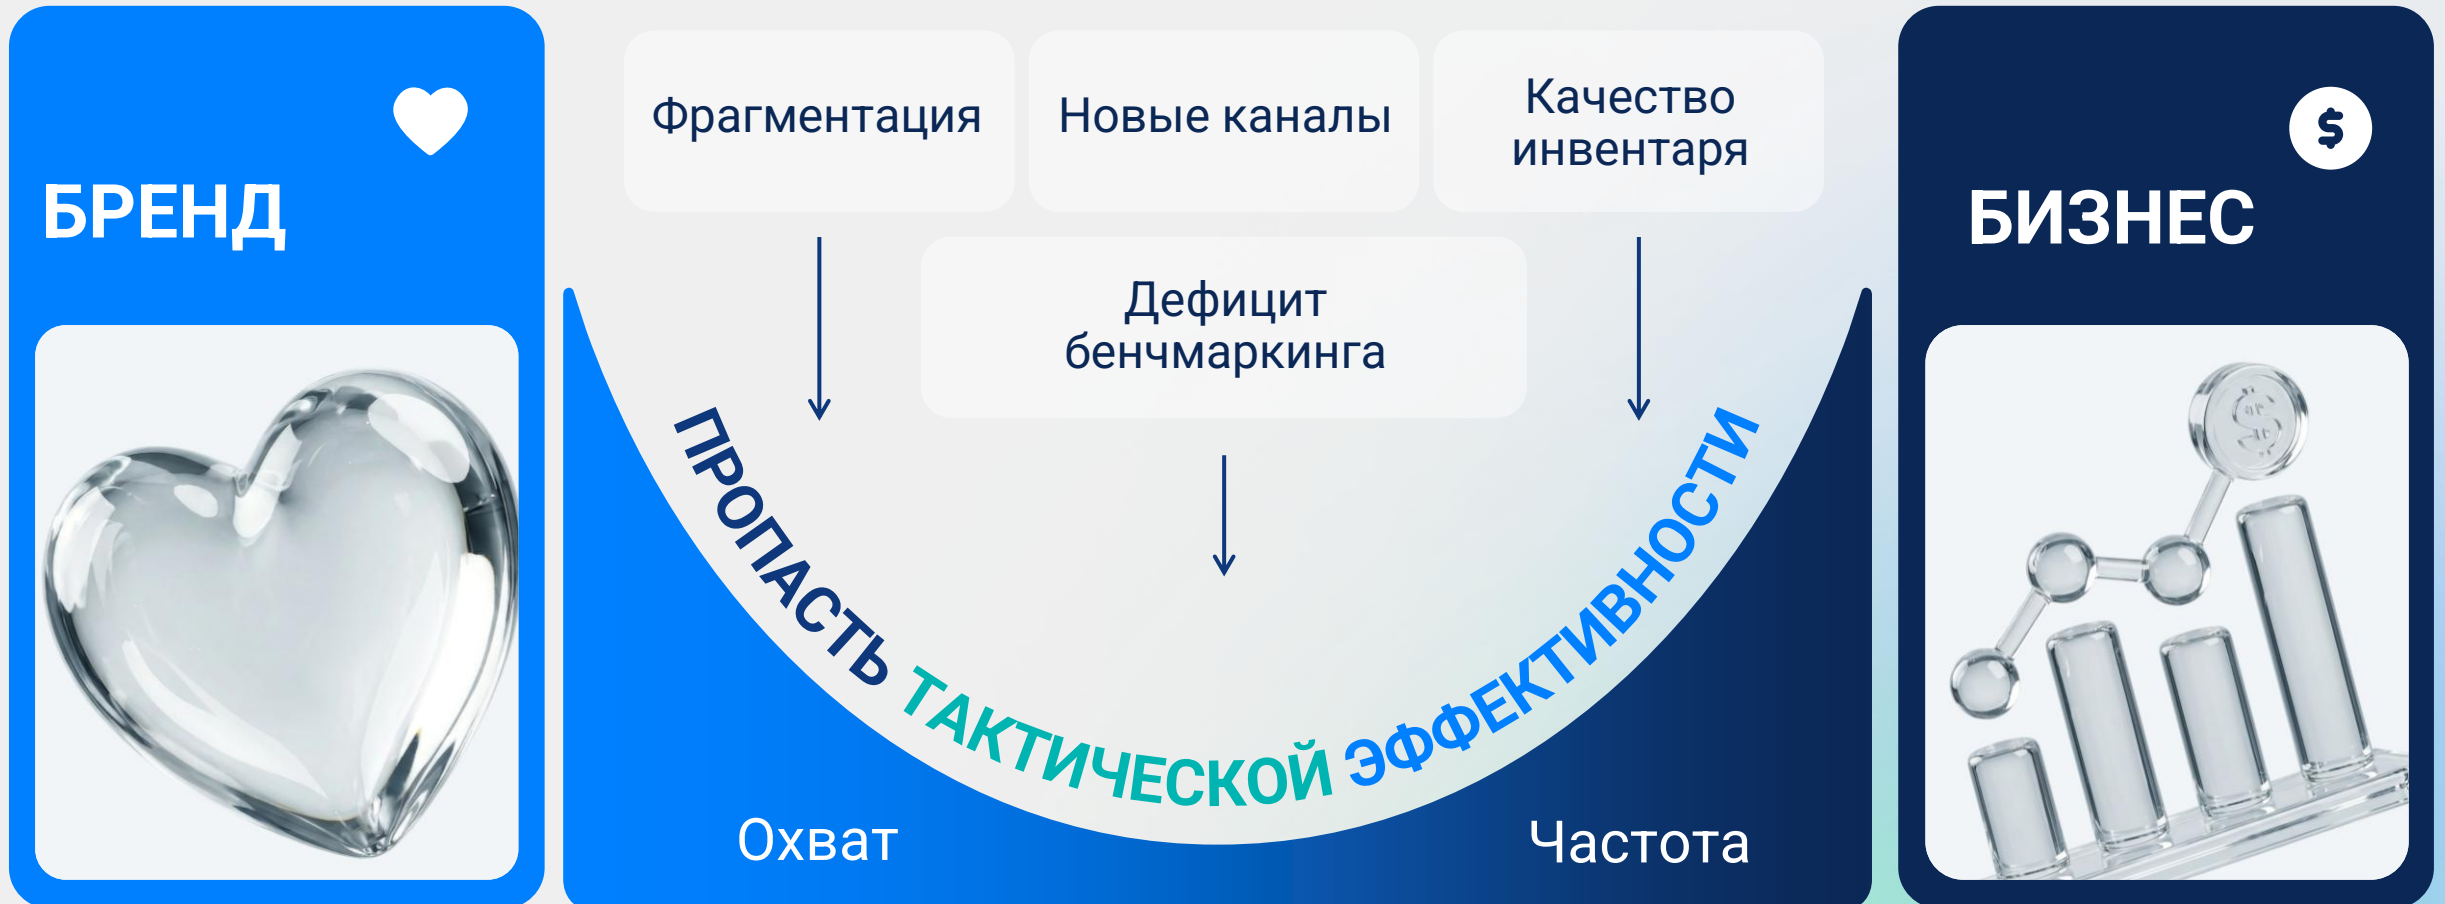 БРЕНД
Фрагментация
Новые каналы
Качество
инвентаря
Дефицит
бенчмаркинга
ПРОПАСТЬ ТАКТИЧЕСКОЙ ЭФФЕКТИВНОСТИ
Охват
Частота
БИЗНЕС
$
$